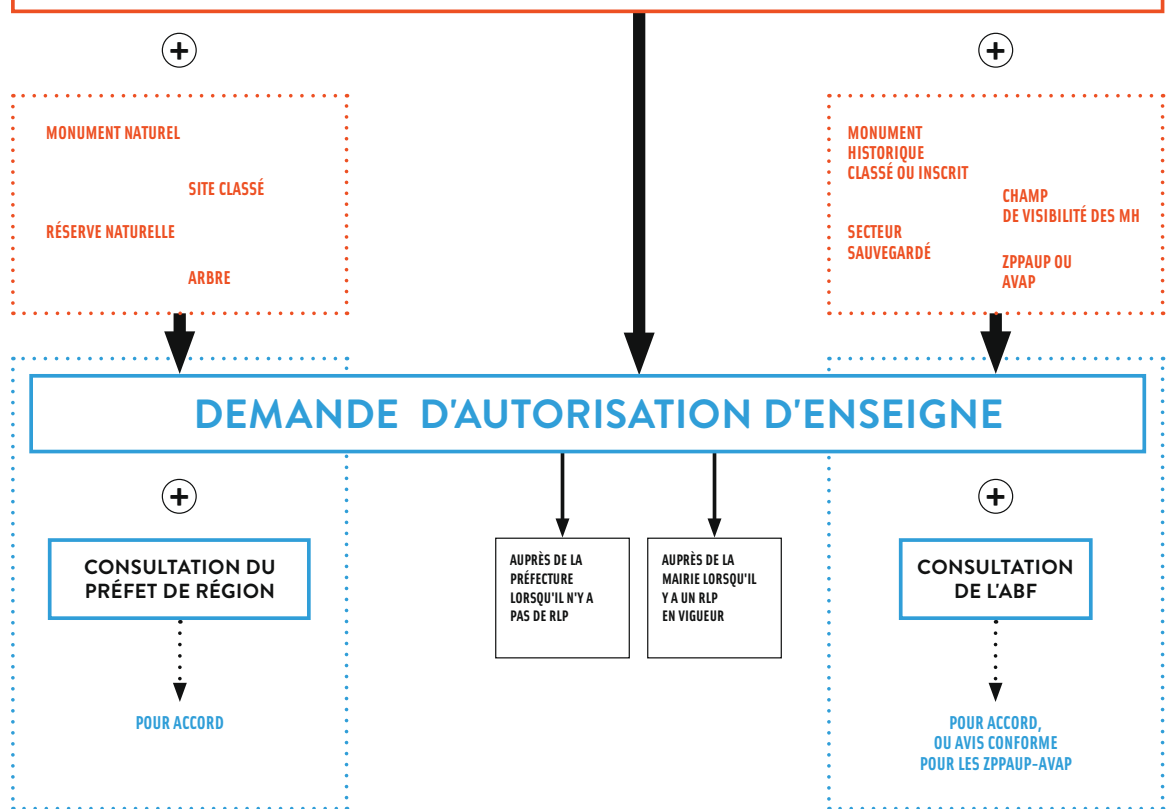 +
+
MONUMENT NATUREL
SITE CLASSÉ
RÉSERVE NATURELLE
ARBRE
MONUMENT
HISTORIQUE
CLASSÉ OU INSCRIT
CHAMP
DE VISIBILITÉ DES MH
SECTEUR
SAUVEGARDÉ
ZPPAUP OU
AVAP
DEMANDE D'AUTORISATION D'ENSEIGNE
+
CONSULTATION DU
PRÉFET DE RÉGION
POUR ACCORD
AUPRÈS DE LA
PRÉFECTURE
LORSQU'IL N'Y A
PAS DE RLP
AUPRÈS DE LA
MAIRIE LORSQU'IL
Y A UN RLP
EN VIGUEUR
+
CONSULTATION
DE L'ABF
POUR ACCORD,
OU AVIS CONFORME
POUR LES ZPPAUP-AVAP